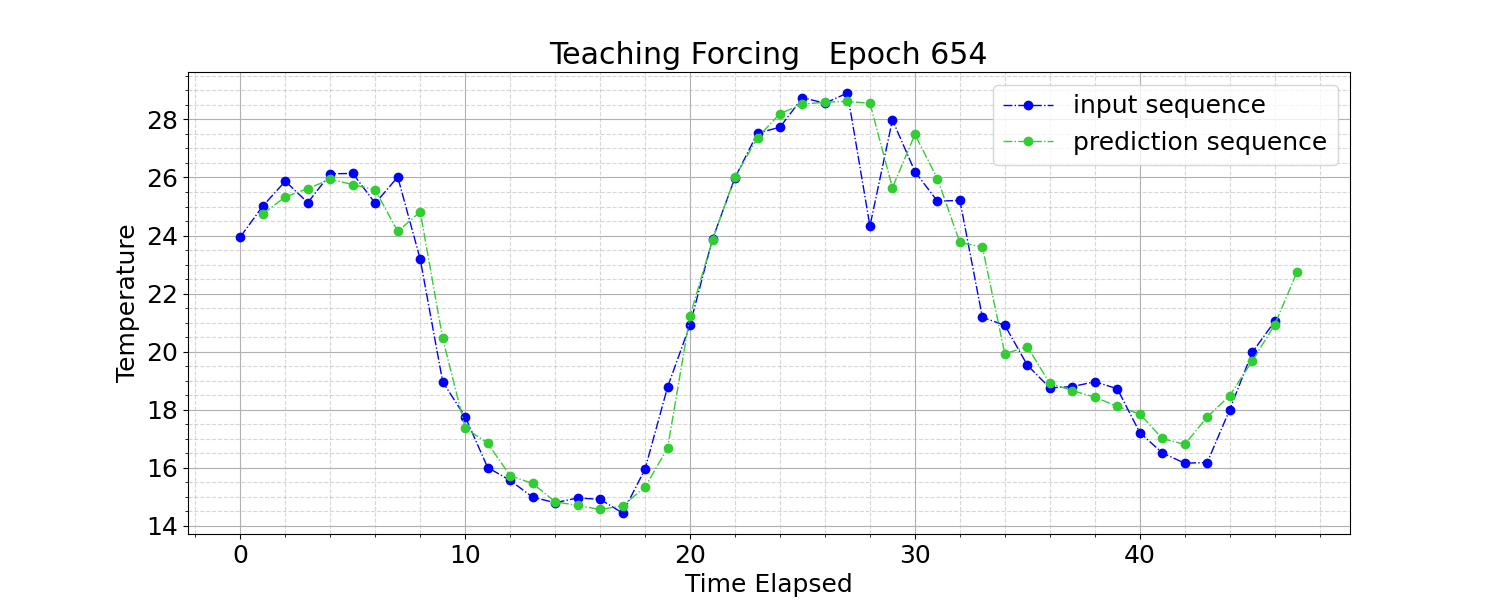 Teaching Forcing   Epoch 654
input sequence
prediction sequence
28
26
24
22
20
18
16
14
Temperature
0 10 20 30 40
Time Elapsed